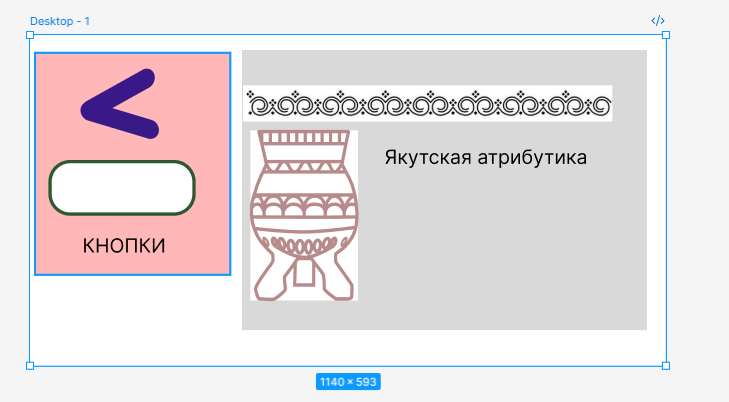 Desktop - 1
</>
КНОПКИ
Якутская атрибутика
1140 × 593